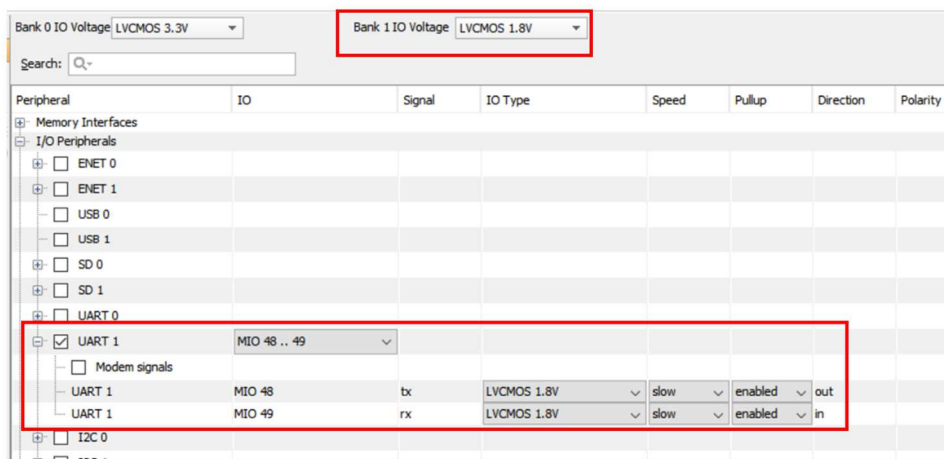 Bank 0 IO Voltage LVCMOS 3.3V Bank 1 IO Voltage LVCMOS 1.8V
Search:
Peripheral IO Signal IO Type Speed Pullup Direction Polarity
Memory Interfaces
I/O Peripherals
ENET 0
ENET 1
USB 0
USB 1
SD 0
SD 1
UART 0
UART 1 MIO 48 .. 49
Modem signals
UART 1 MIO 48 tx LVCMOS 1.8V slow enabled out
UART 1 MIO 49 rx LVCMOS 1.8V slow enabled in
I2C 0